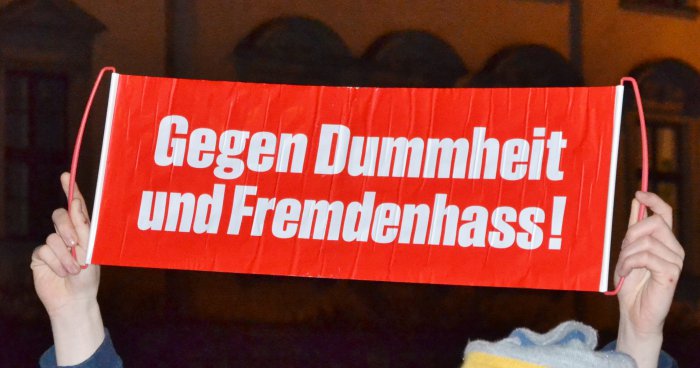 Gegen Dummheit
und Fremdenhass!